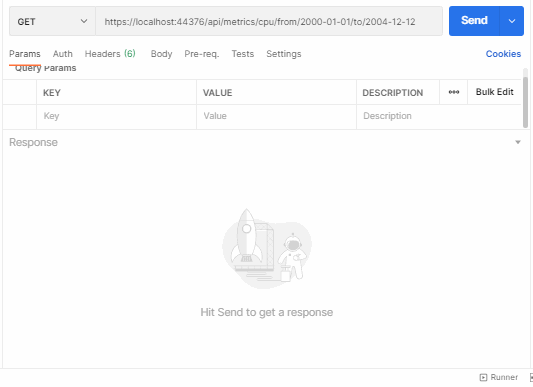 GET https://localhost:44376/api/metrics/cpu/from/2000-01-01/to/2004-12-12 Send
Params Auth Headers (6) Body Pre-req. Tests Settings Cookies
Query Params
KEY VALUE DESCRIPTION ••• Bulk Edit
Key Value Description
Response
Hit Send to get a response
Runner